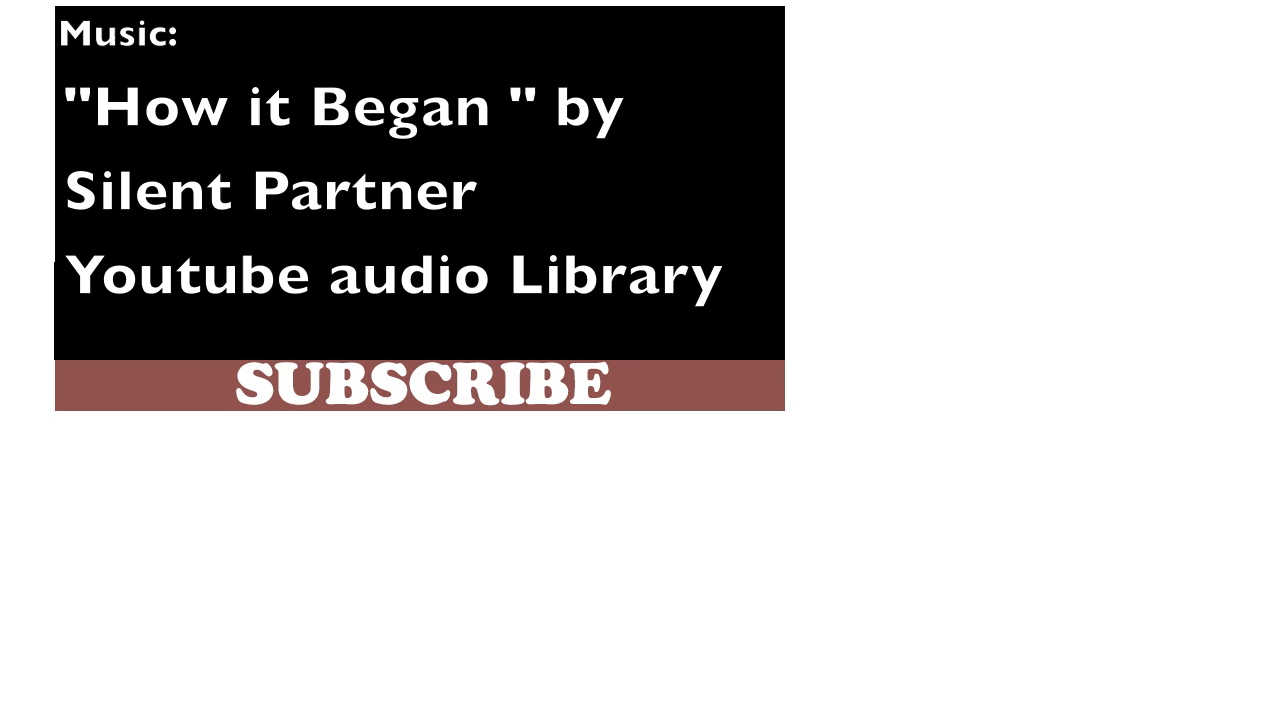 Music:
"How it Began " by
Silent Partner
Youtube audio Library
SUBSCRIBE